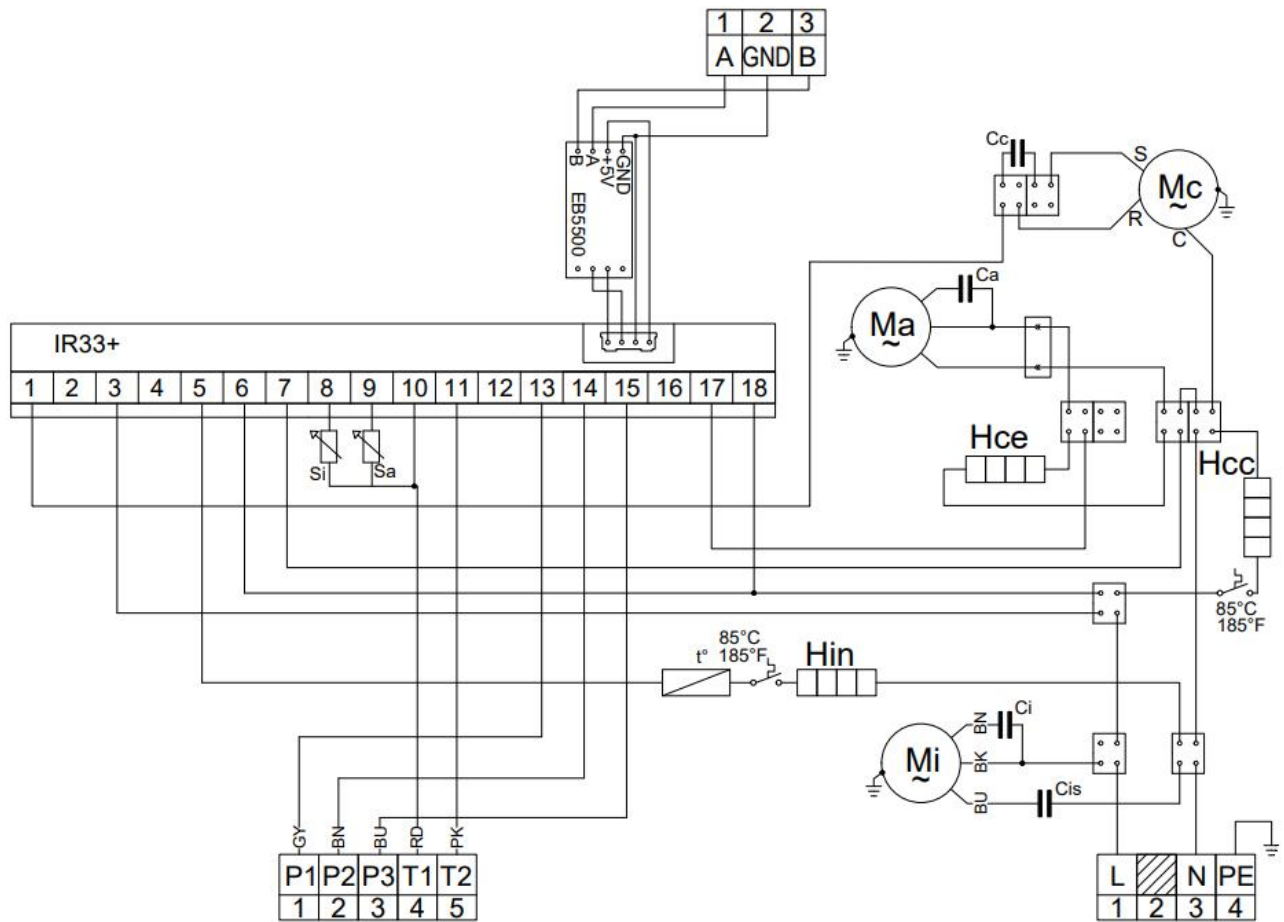 1 2 3
A GND B
B A +5V GND
EB5500
Cc
S
Mc
~
R
C
Ca
Ma
~
IR33+
1 2 3 4 5 6 7 8 9 10 11 12 13 14 15 16 17 18
Si
Sa
Hce
Hcc
85°C
185°F
t°
85°C
185°F
Hin
BN
Ci
Mi
~
BK
BU
Cis
GY
BN
BU
RD
PK
P1 P2 P3 T1 T2
1 2 3 4 5
L N PE
1 2 3 4